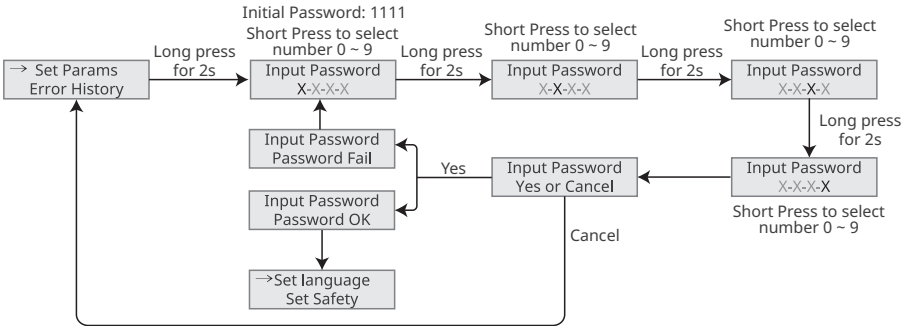 Initial Password: 1111
Short Press to select
number 0 ~ 9
Short Press to select
number 0 ~ 9
Short Press to select
number 0 ~ 9
→ Set Params
Error History
Long press
for 2s
Input Password
X-X-X-X
Long press
for 2s
Input Password
X-X-X-X
Long press
for 2s
Input Password
X-X-X-X
Long press
for 2s
Input Password
Password Fail
Yes
Input Password
Yes or Cancel
Input Password
X-X-X-X
Short Press to select
number 0 ~ 9
Input Password
Password OK
Cancel
→Set language
Set Safety